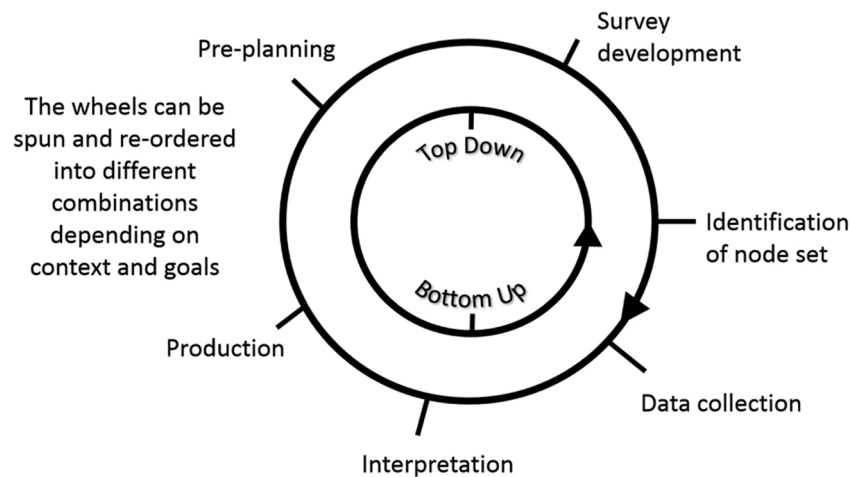 Pre-planning
Survey
development
The wheels can be
spun and re-ordered
into different
combinations
depending on
context and goals
Top Down
Identification
of node set
Bottom Up
Production
Data collection
Interpretation